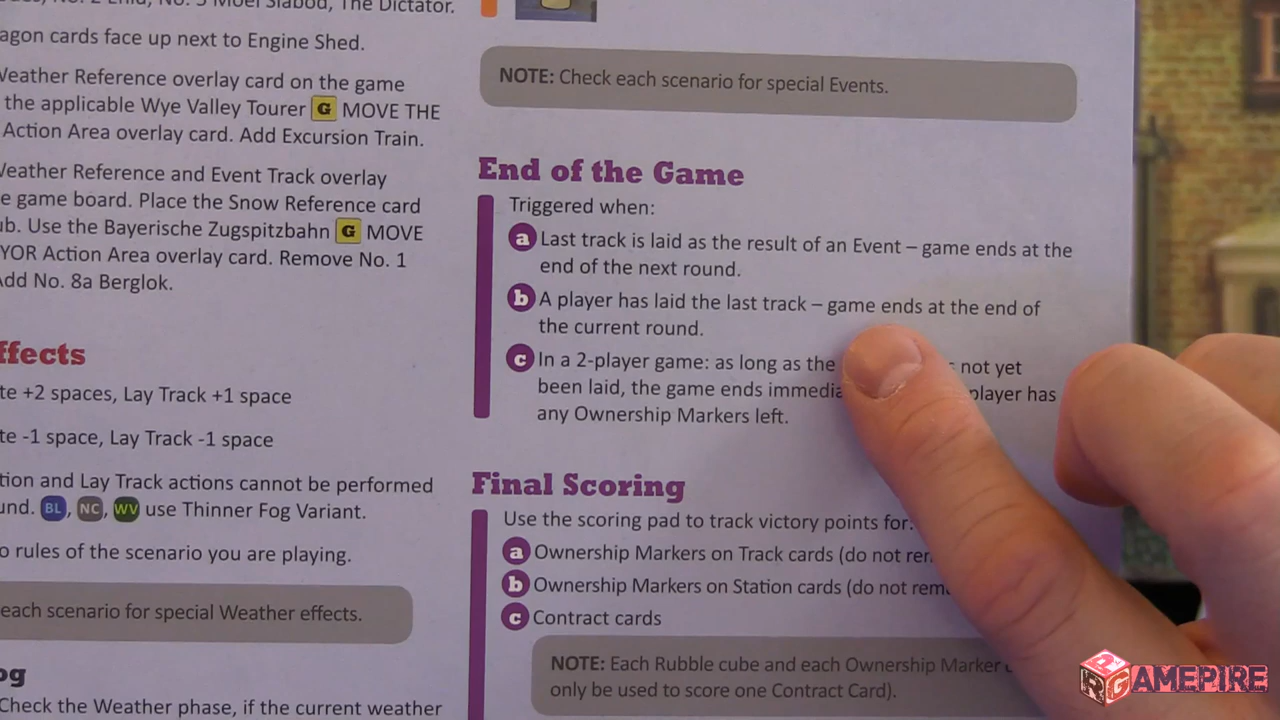 No. 2 Enid, No. 5 Moel Siabod, The Dictator.
agon cards face up next to Engine Shed.
Weather Reference overlay card on the game
the applicable Wye Valley Tourer G MOVE THE
Action Area overlay card. Add Excursion Train.
Weather Reference and Event Track overlay
e game board. Place the Snow Reference card
ub. Use the Bayerische Zugspitzbahn G MOVE
YOR Action Area overlay card. Remove No. 1
Add No. 8a Berglok.
ffects
te +2 spaces, Lay Track +1 space
te -1 space, Lay Track -1 space
tion and Lay Track actions cannot be performed
und. BL, NC, WV use Thinner Fog Variant.
o rules of the scenario you are playing.
each scenario for special Weather effects.
og
Check the Weather phase, if the current weather
NOTE: Check each scenario for special Events.
End of the Game
Triggered when:
a Last track is laid as the result of an Event – game ends at the
end of the next round.
b A player has laid the last track – game ends at the end of
the current round.
c In a 2-player game: as long as the not yet
been laid, the game ends immedia player has
any Ownership Markers left.
Final Scoring
Use the scoring pad to track victory points for:
a Ownership Markers on Track cards (do not rem
b Ownership Markers on Station cards (do not rem
c Contract cards
NOTE: Each Rubble cube and each Ownership Marker
only be used to score one Contract Card).
RGAMEPIRE